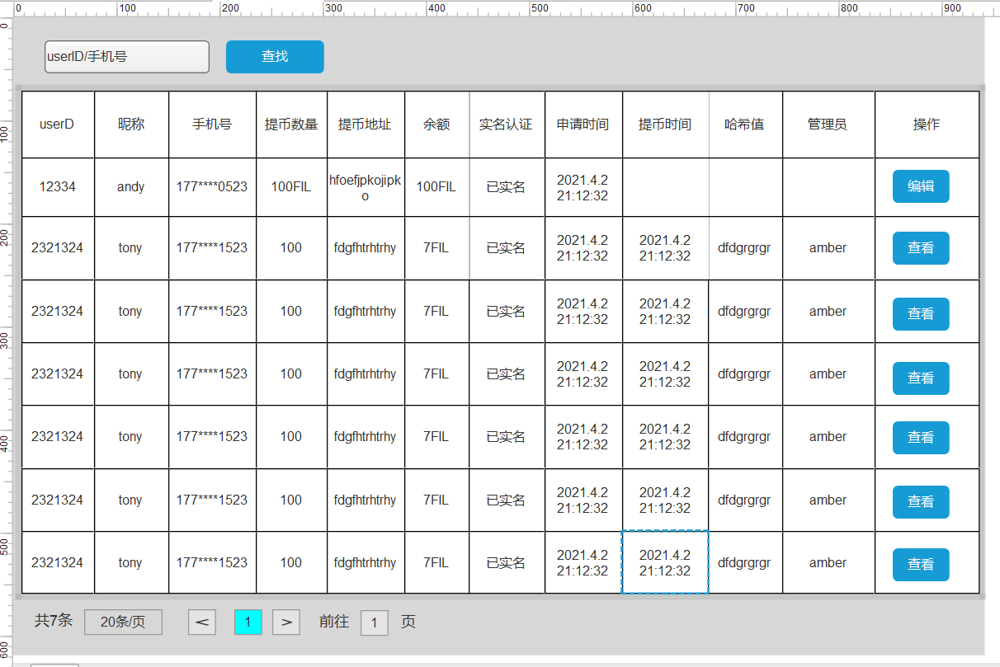 0 100 200 300 400 500 600 700 800 900
0
100
200
300
400
500
600
userID/手机号 查找
userD 昵称 手机号 提币数量 提币地址 余额 实名认证 申请时间 提币时间 哈希值 管理员 操作
12334 andy 177****0523 100FIL hfoefjpkojipk
o 100FIL 已实名 2021.4.2
21:12:32 编辑
2321324 tony 177****1523 100 fdgfhtrhtrhy 7FIL 已实名 2021.4.2
21:12:32 2021.4.2
21:12:32 dfdgrgrgr amber 查看
2321324 tony 177****1523 100 fdgfhtrhtrhy 7FIL 已实名 2021.4.2
21:12:32 2021.4.2
21:12:32 dfdgrgrgr amber 查看
2321324 tony 177****1523 100 fdgfhtrhtrhy 7FIL 已实名 2021.4.2
21:12:32 2021.4.2
21:12:32 dfdgrgrgr amber 查看
2321324 tony 177****1523 100 fdgfhtrhtrhy 7FIL 已实名 2021.4.2
21:12:32 2021.4.2
21:12:32 dfdgrgrgr amber 查看
2321324 tony 177****1523 100 fdgfhtrhtrhy 7FIL 已实名 2021.4.2
21:12:32 2021.4.2
21:12:32 dfdgrgrgr amber 查看
2321324 tony 177****1523 100 fdgfhtrhtrhy 7FIL 已实名 2021.4.2
21:12:32 2021.4.2
21:12:32 dfdgrgrgr amber 查看
共7条 20条/页 < 1 > 前往 1 页